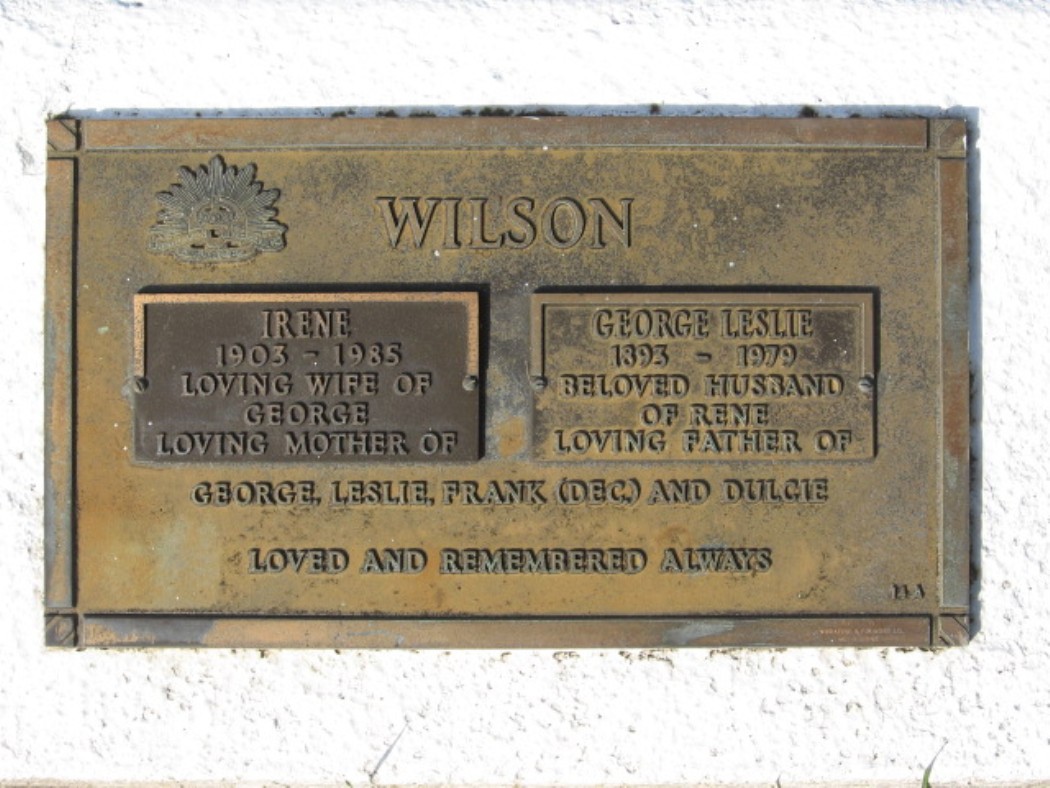 WILSON
IRENE
1903 - 1985
LOVING WIFE OF
GEORGE
LOVING MOTHER OF
GEORGE LESLIE
1893 - 1979
BELOVED HUSBAND
OF RENE
LOVING FATHER OF
GEORGE, LESLIE, FRANK (DEC.) AND DULCIE
LOVED AND REMEMBERED ALWAYS